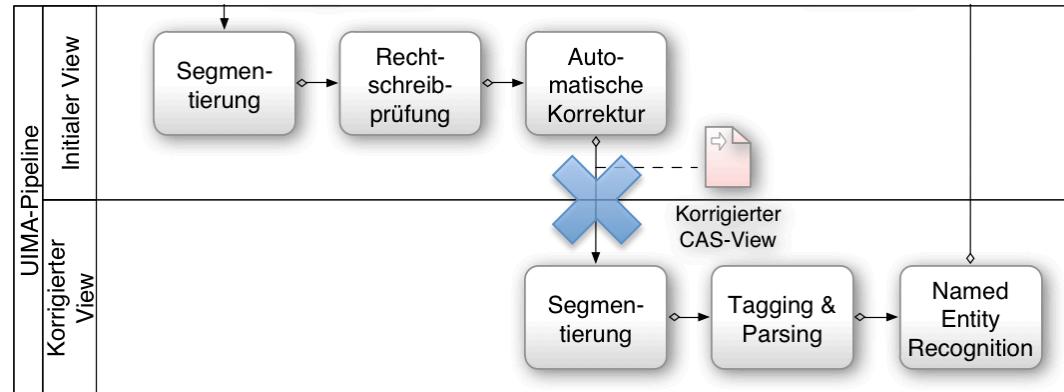 UIMA-Pipeline
Initialer View
Segmen-
tierung
Recht-
schreib-
prüfung
Auto-
matische
Korrektur
Korrigierter
CAS-View
Korrigierter
View
Segmen-
tierung
Tagging &
Parsing
Named
Entity
Recognition